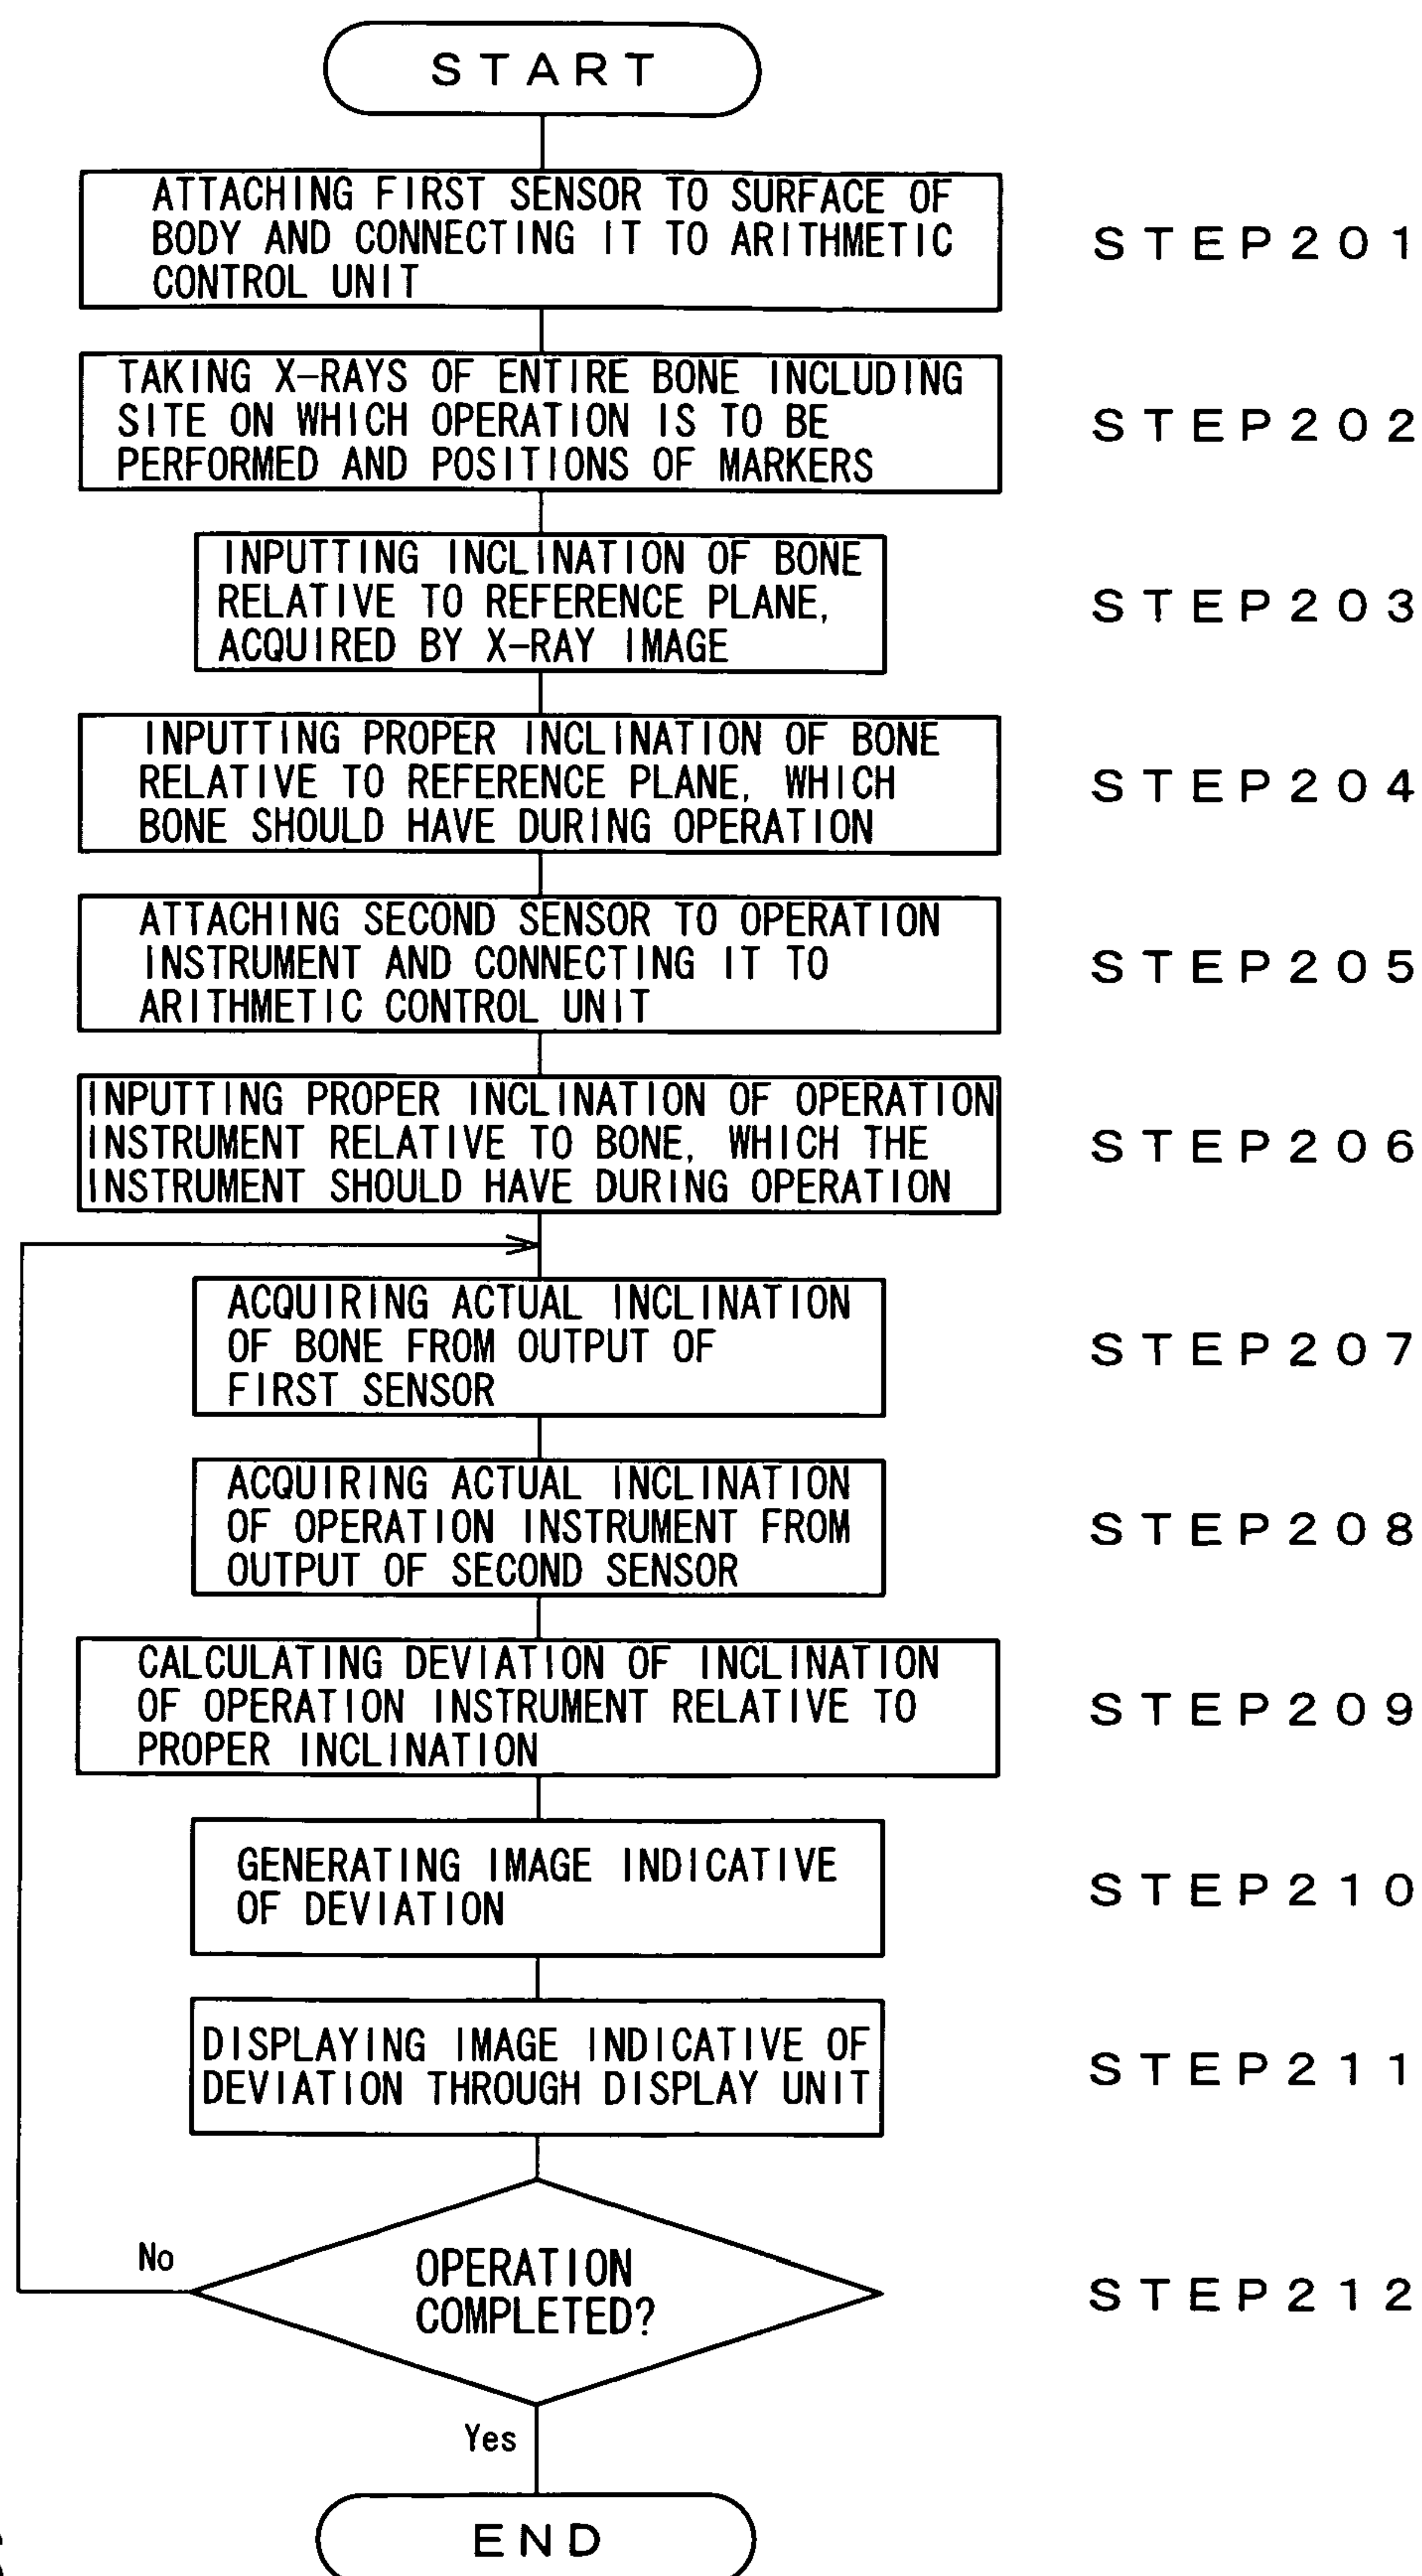 START
ATTACHING FIRST SENSOR TO SURFACE OF
BODY AND CONNECTING IT TO ARITHMETIC
CONTROL UNIT
STEP201
TAKING X-RAYS OF ENTIRE BONE INCLUDING
SITE ON WHICH OPERATION IS TO BE
PERFORMED AND POSITIONS OF MARKERS
STEP202
INPUTTING INCLINATION OF BONE
RELATIVE TO REFERENCE PLANE,
ACQUIRED BY X-RAY IMAGE
STEP203
INPUTTING PROPER INCLINATION OF BONE
RELATIVE TO REFERENCE PLANE, WHICH
BONE SHOULD HAVE DURING OPERATION
STEP204
ATTACHING SECOND SENSOR TO OPERATION
INSTRUMENT AND CONNECTING IT TO
ARITHMETIC CONTROL UNIT
STEP205
INPUTTING PROPER INCLINATION OF OPERATION
INSTRUMENT RELATIVE TO BONE, WHICH THE
INSTRUMENT SHOULD HAVE DURING OPERATION
STEP206
ACQUIRING ACTUAL INCLINATION
OF BONE FROM OUTPUT OF
FIRST SENSOR
STEP207
ACQUIRING ACTUAL INCLINATION
OF OPERATION INSTRUMENT FROM
OUTPUT OF SECOND SENSOR
STEP208
CALCULATING DEVIATION OF INCLINATION
OF OPERATION INSTRUMENT RELATIVE TO
PROPER INCLINATION
STEP209
GENERATING IMAGE INDICATIVE
OF DEVIATION
STEP210
DISPLAYING IMAGE INDICATIVE OF
DEVIATION THROUGH DISPLAY UNIT
STEP211
No
OPERATION
COMPLETED?
STEP212
Yes
END